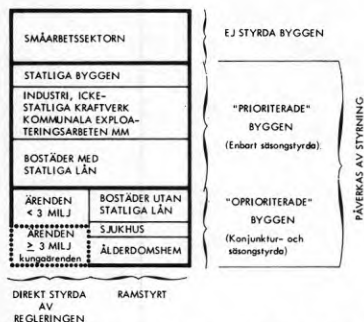 SMÅARBETSSEKTORN
STATLIGA BYGGEN
INDUSTRI, ICKE-
STATLIGA KRAFTVERK
KOMMUNALA EXPLOA-
TERINGSARBETEN MM
BOSTÄDER MED
STATLIGA LÅN
ÄRENDEN
< 3 MILJ
ÄRENDEN
≥ 3 MILJ
kungaärenden
BOSTÄDER UTAN
STATLIGA LÅN
SJUKHUS
ÅLDERDOMSHEM
DIREKT STYRDA
AV
REGLERINGEN
RAMSTYRT
EJ STYRDA BYGGEN
"PRIORITERADE"
BYGGEN
(Enbart säsongstyrda).
"OPRIORITERADE"
BYGGEN
(Konjunktur- och
säsongstyrda)
PÅVERKAS AV STYRNING